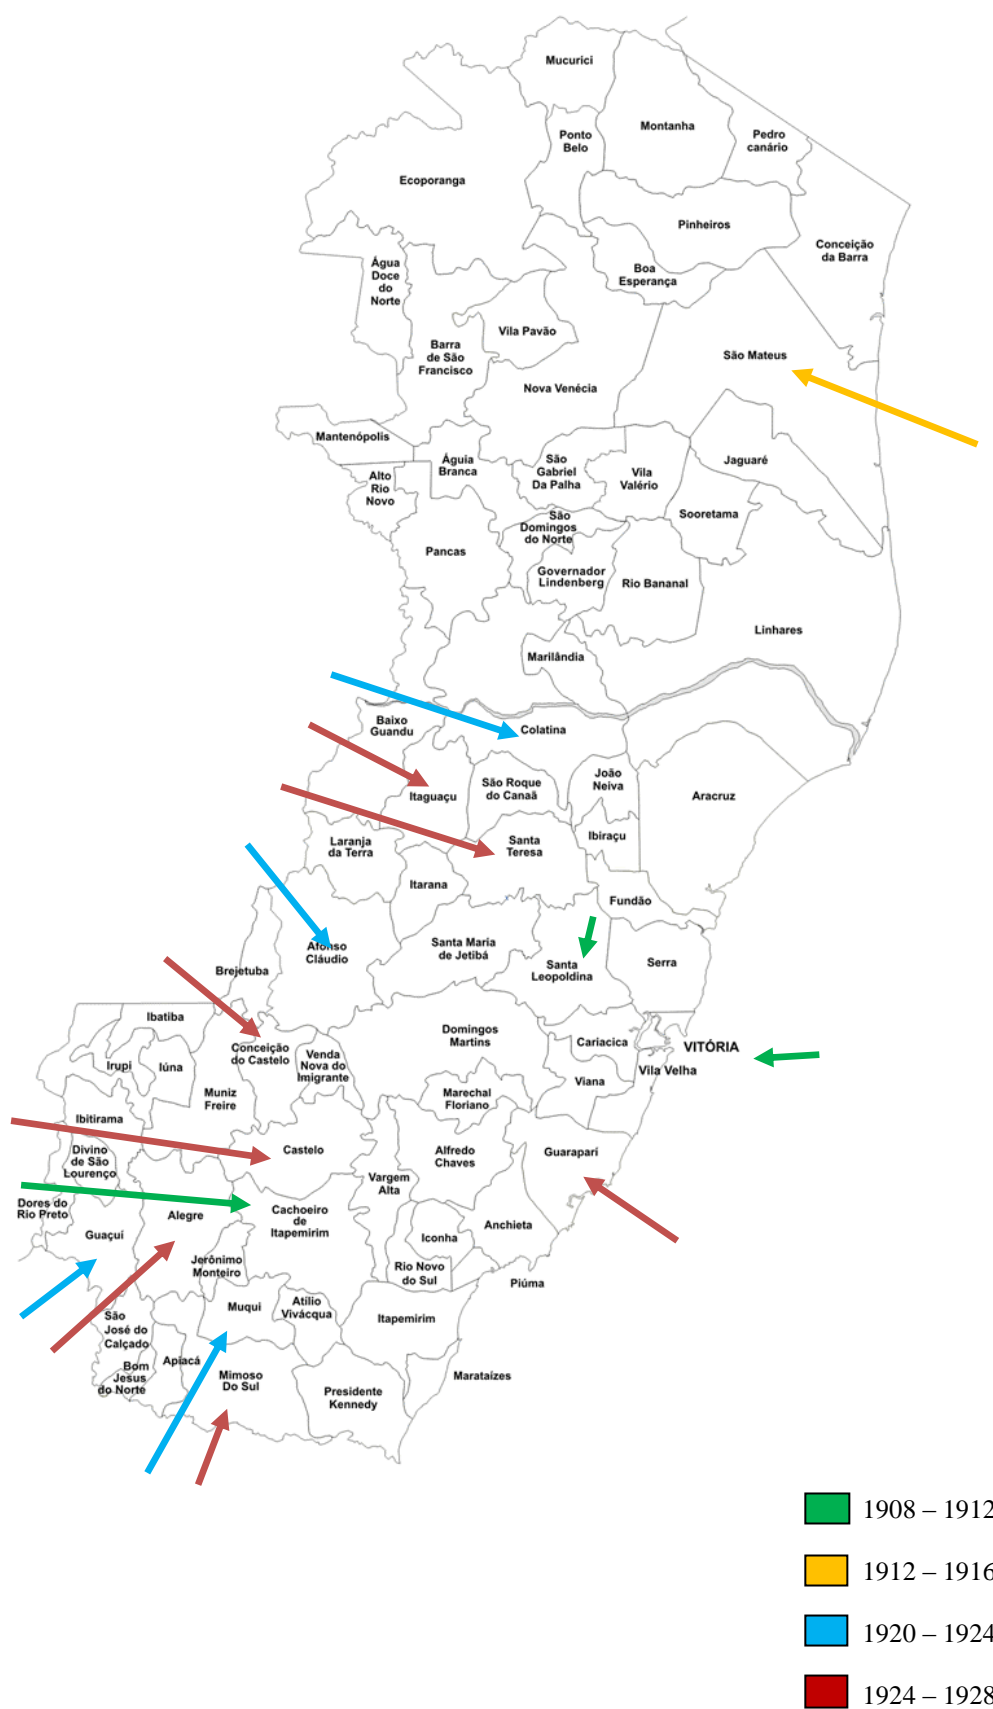 Mucurici
Montanha
Ponto
Belo
Pedro
canário
Ecoporanga
Pinheiros
Conceição
da Barra
Água
Doce
do
Norte
Boa
Esperança
Vila Pavão
Barra
de São
Francisco
São Mateus
Nova Venécia
Mantenópolis
Águia
Branca
São
Gabriel
Da Palha
Vila
Valério
Jaguaré
Alto
Rio
Novo
Sooretama
São
Domingos
do Norte
Pancas
Governador
Lindenberg
Rio Bananal
Linhares
Marilândia
Baixo
Guandu
Colatina
Itaguaçu
São Roque
do Canaã
João
Neiva
Aracruz
Laranja
da Terra
Santa
Teresa
Ibiraçu
Itarana
Fundão
Afonso
Cláudio
Santa Maria
de Jetibá
Santa
Leopoldina
Serra
Brejetuba
Ibatiba
Conceição
do Castelo
Venda
Nova do
Imigrante
Domingos
Martins
Cariacica
VITÓRIA
Vila Velha
Irupi
Iúna
Viana
Muniz
Freire
Marechal
Floriano
Ibitirama
Divino
de São
Lourenço
Castelo
Alfredo
Chaves
Guarapari
Vargem
Alta
Dores do
Rio Preto
Guaçuí
Alegre
Cachoeiro
de
Itapemirim
Iconha
Anchieta
Jerônimo
Monteiro
Rio Novo
do Sul
Piúma
São
José do
Calçado
Muqui
Atílio
Vivácqua
Itapemirim
Bom
Jesus
do Norte
Apiacá
Mimoso
Do Sul
Presidente
Kennedy
Marataízes
1908 – 1912
1912 – 1916
1920 – 1924
1924 – 1928